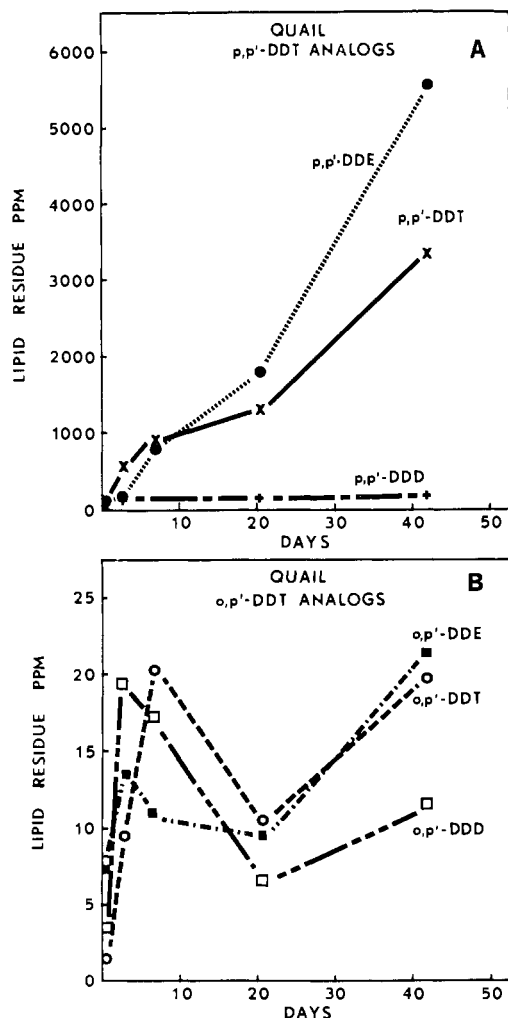 QUAIL
p,p'-DDT ANALOGS
A
6000
5000
4000
3000
2000
1000
0
LIPID RESIDUE PPM
p,p'-DDE
p,p'-DDT
p,p'-DDD
10 20 30 40 50
DAYS
QUAIL
o,p'-DDT ANALOGS
B
25
20
15
10
5
0
LIPID RESIDUE PPM
o,p'-DDE
o,p'-DDT
o,p'-DDD
10 20 30 40 50
DAYS